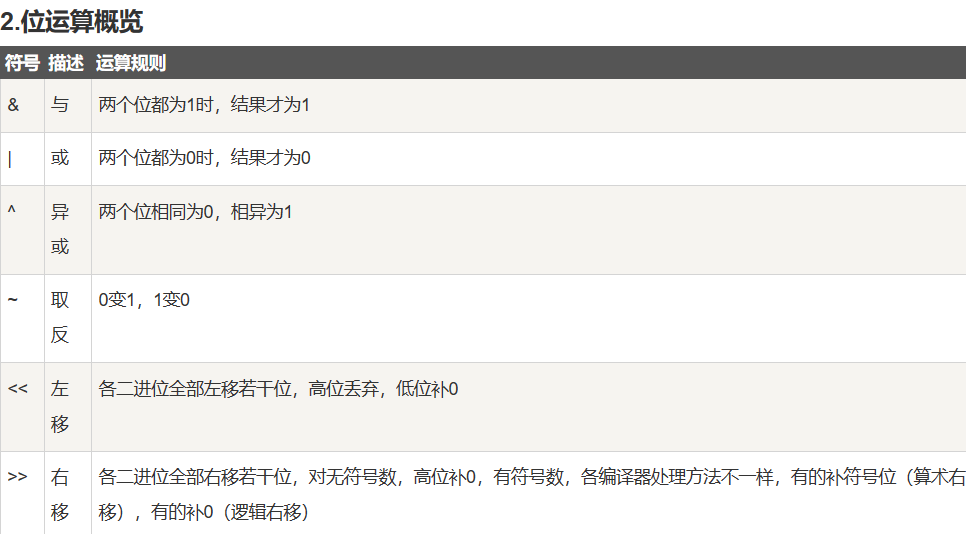 2.位运算概览
符号 描述 运算规则
& 与 两个位都为1时，结果才为1
| 或 两个位都为0时，结果才为0
^ 异 两个位相同为0，相异为1
或
~ 取 0变1，1变0
反
<< 左 各二进位全部左移若干位，高位丢弃，低位补0
移
>> 右 各二进位全部右移若干位，对无符号数，高位补0，有符号数，各编译器处理方法不一样，有的补符号位（算术右
移 移），有的补0（逻辑右移）